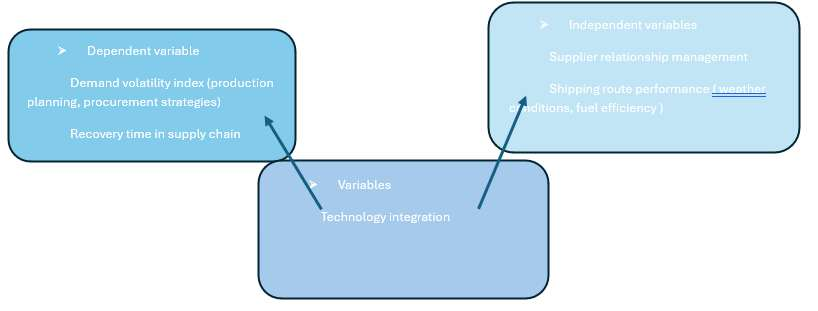 ➤ Dependent variable
Demand volatility index (production
planning, procurement strategies)
Recovery time in supply chain
➤ Independent variables
Supplier relationship management
Shipping route performance ( weather
conditions, fuel efficiency )
➤ Variables
Technology integration